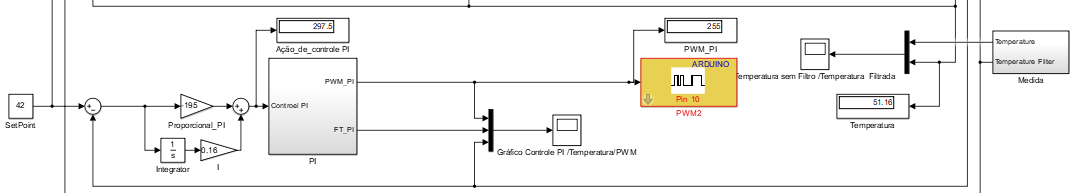 297.5
Ação_de_controle PI
255
PWM_PI
ARDUINO
Pin 10
PWM2
Temperatura sem Filtro /Temperatura Filtrada
Temperature
Temperature Filter
Medida
51.16
Temperatura
42
SetPoint
-195
Proporcional_PI
1
s
Integrator
0.16
I
Controel PI
PWM_PI
FT_PI
PI
Gráfico Controle PI /Temperatura/PWM